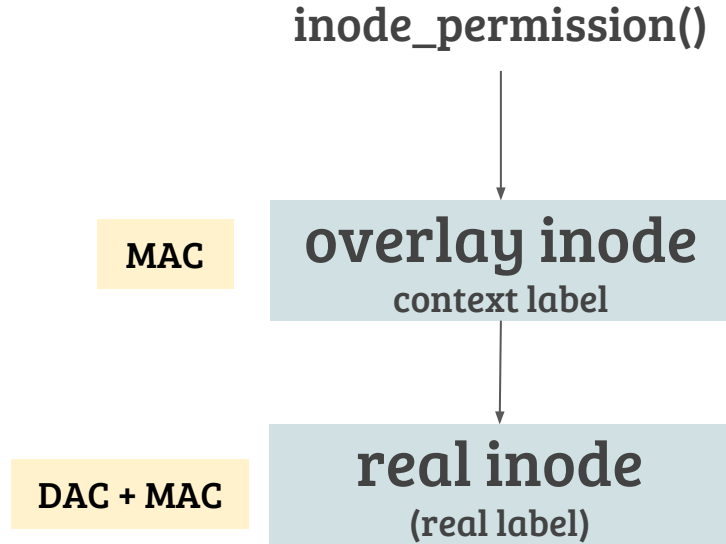 inode_permission()
MAC
overlay inode
context label
DAC + MAC
real inode
(real label)